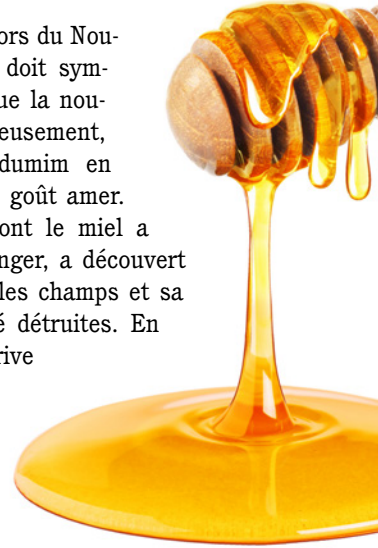 ors du Nou-
doit sym-
ue la nou-
eusement,
dumim en
goût amer.
ont le miel a
nger, a découvert
les champs et sa
é détruites. En
rive